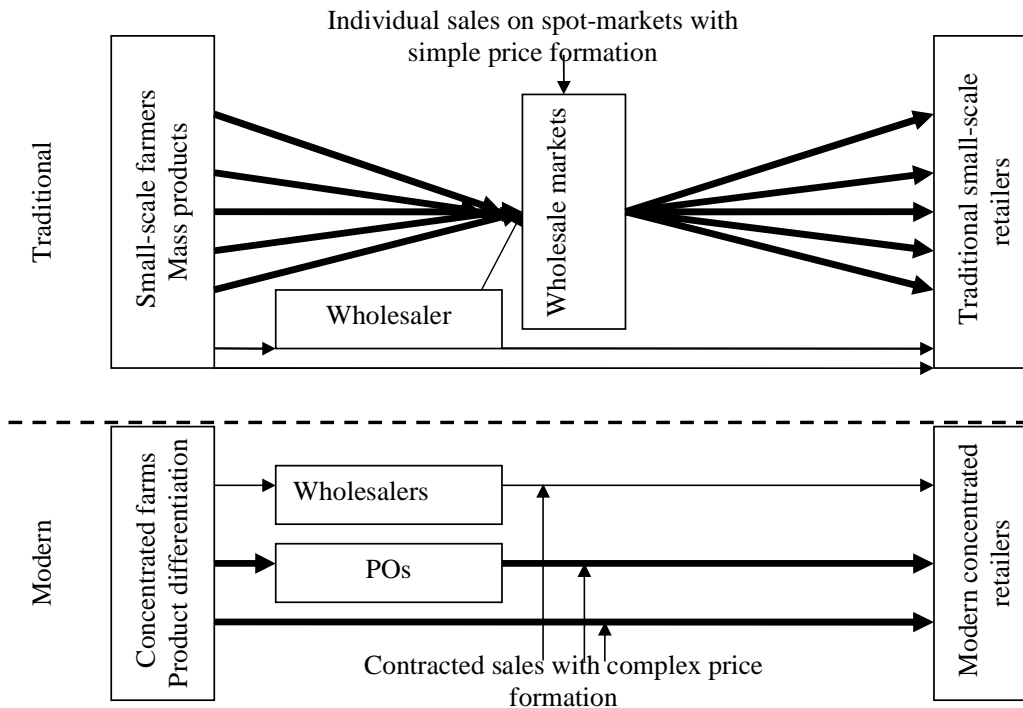 Individual sales on spot-markets with
simple price formation
Traditional
Small-scale farmers
Mass products
Wholesale markets
Wholesaler
Traditional small-scale
retailers
Modern
Concentrated farms
Product differentiation
Wholesalers
POs
Modern concentrated
retailers
Contracted sales with complex price
formation